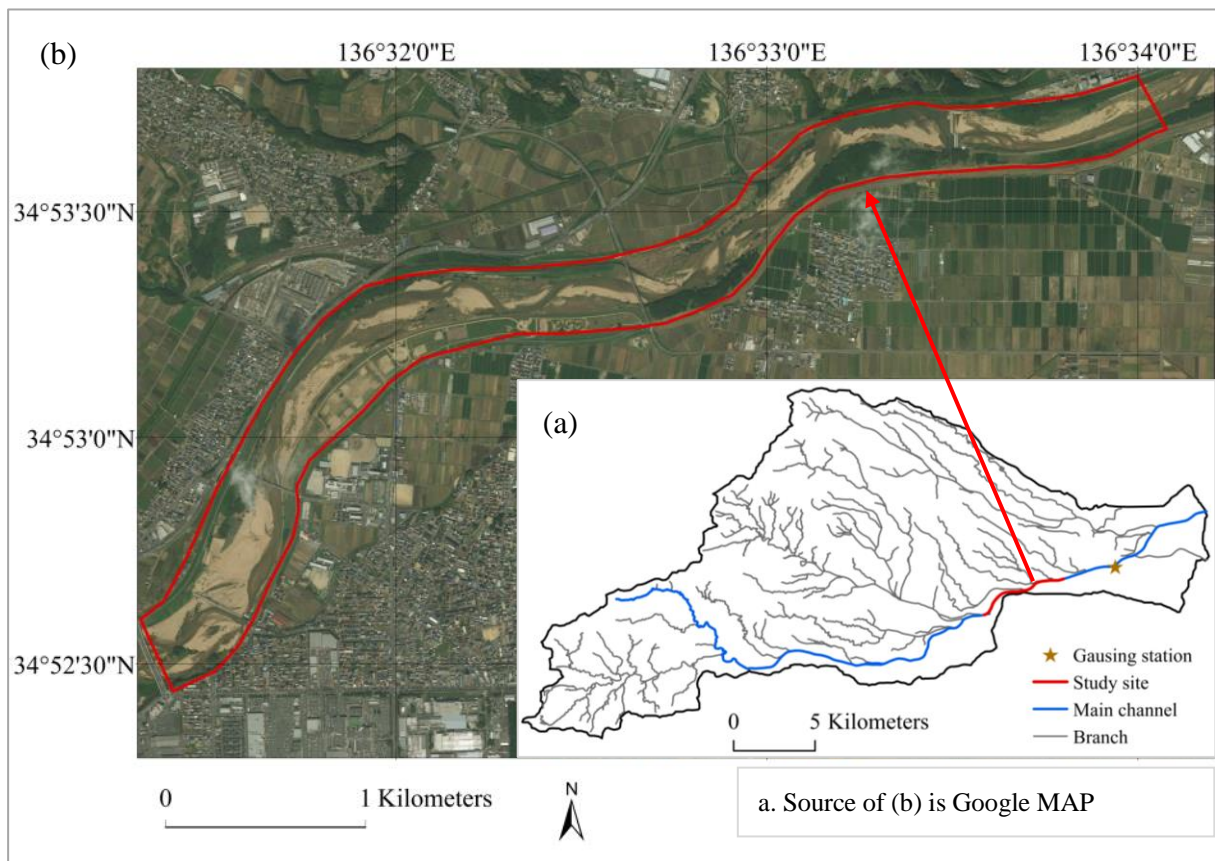 (b)
136°32'0"E 136°33'0"E 136°34'0"E
34°53'30"N
34°53'0"N
34°52'30"N
(a)
Gausing station
Study site
Main channel
Branch
0 5 Kilometers
0 1 Kilometers
N
a. Source of (b) is Google MAP